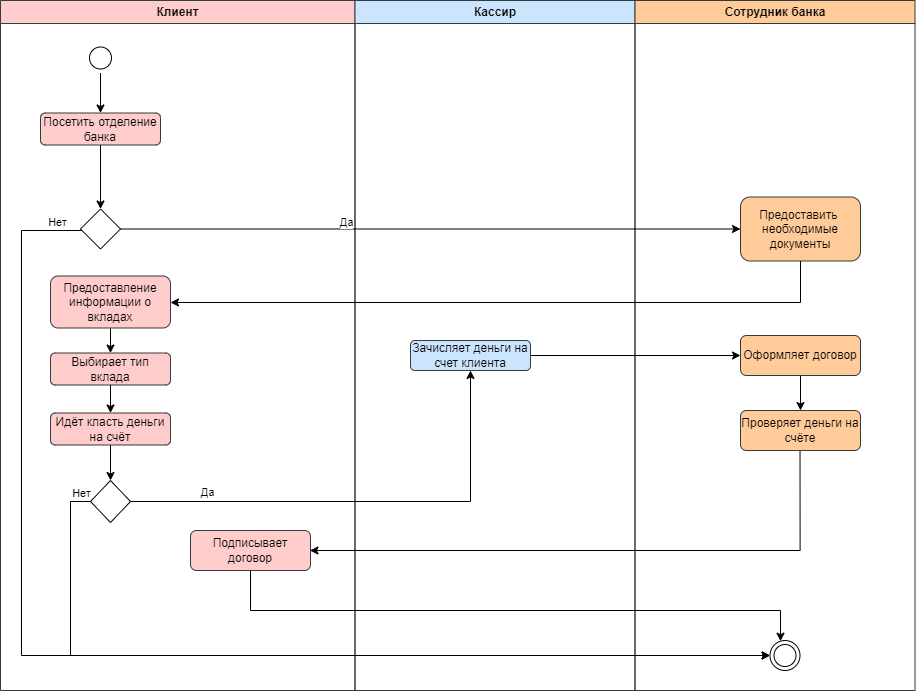 Клиент
Кассир
Сотрудник банка
Посетить отделение
банка
Нет
Да
Предоставить
необходимые
документы
Предоставление
информации о
вкладах
Выбирает тип
вклада
Зачисляет деньги на
счет клиента
Оформляет договор
Идёт класть деньги
на счёт
Проверяет деньги на
счёте
Нет
Да
Подписывает
договор